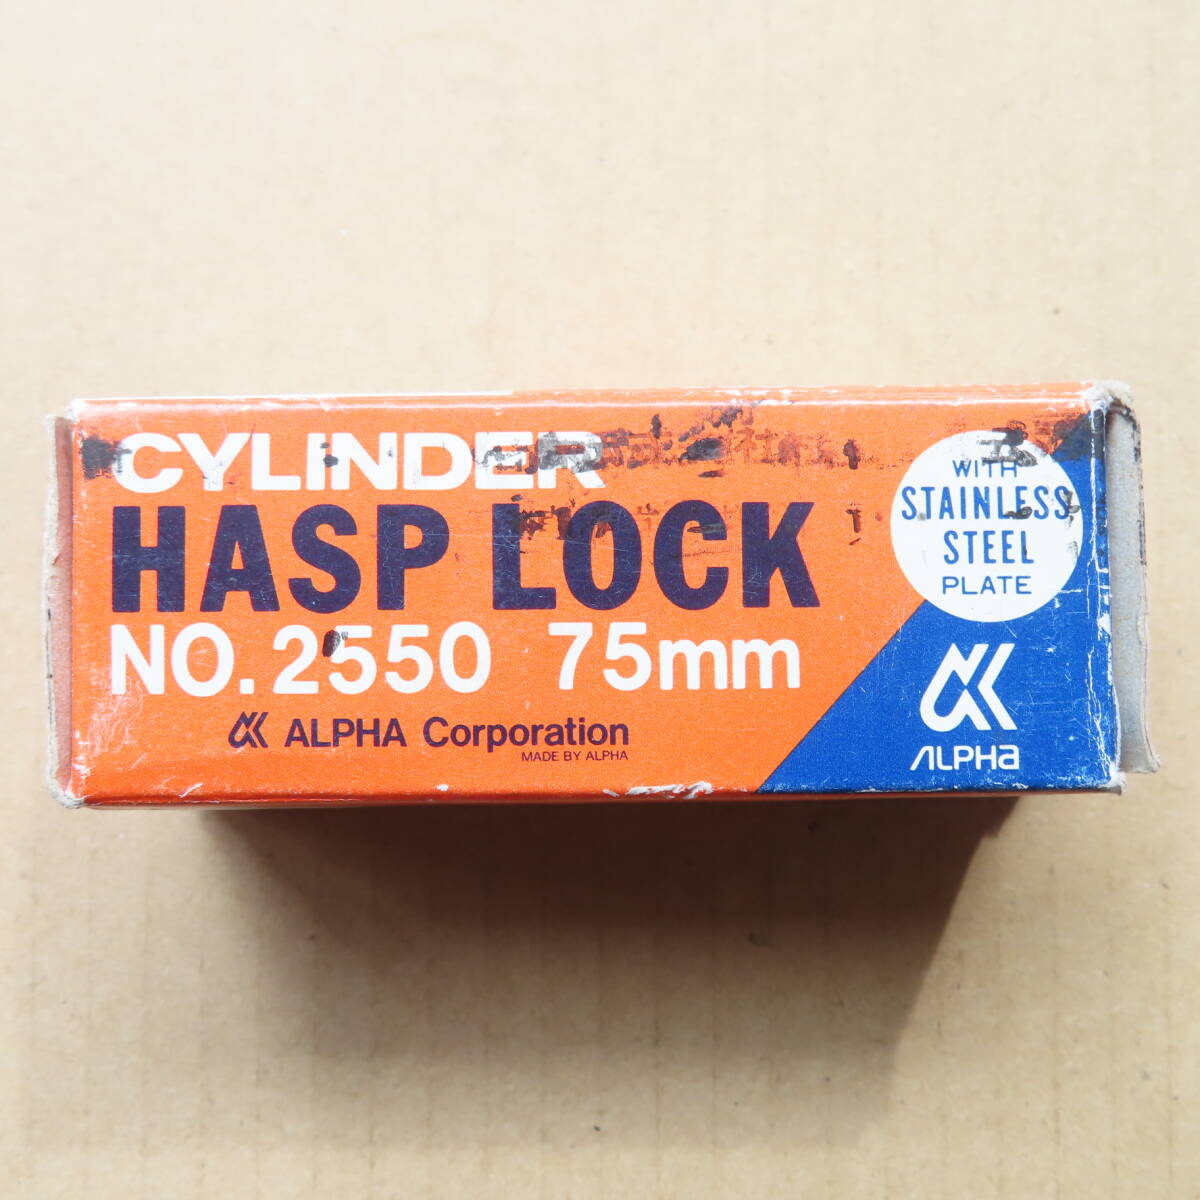 CYLINDER
HASP LOCK
NO. 2550 75mm
ALPHA Corporation
MADE BY ALPHA
WITH
STAINLESS
STEEL
PLATE
ALPHa